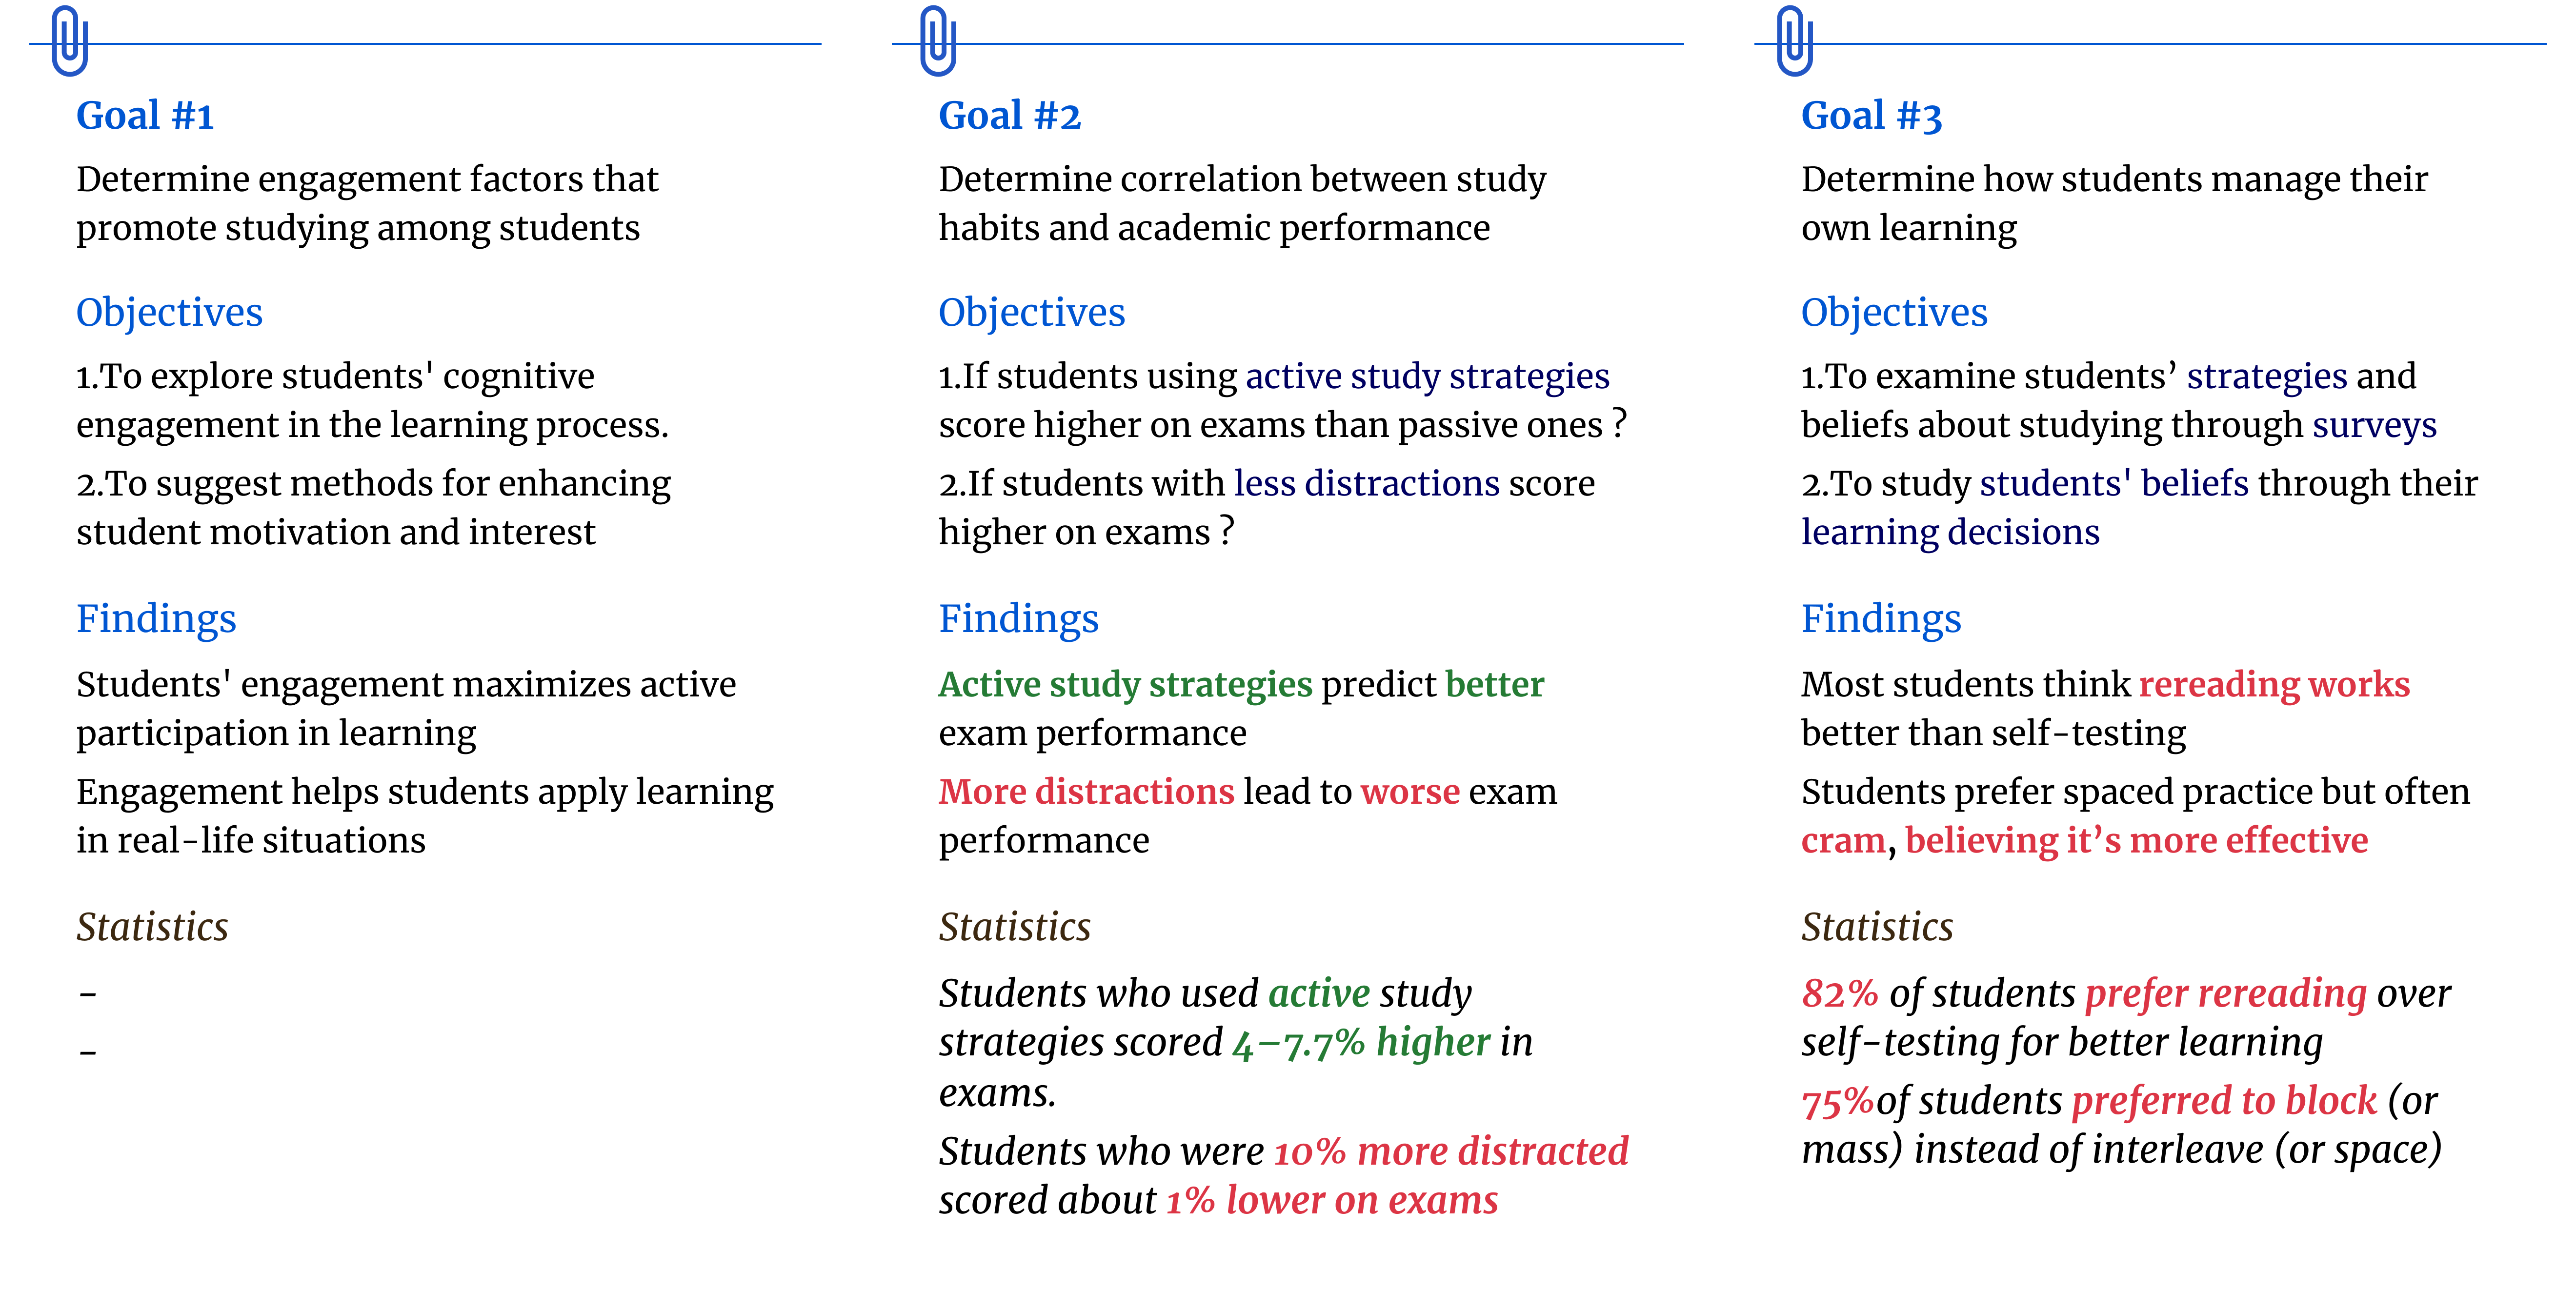 Goal #1
Determine engagement factors that
promote studying among students
Objectives
1.To explore students' cognitive
engagement in the learning process.
2.To suggest methods for enhancing
student motivation and interest
Findings
Students' engagement maximizes active
participation in learning
Engagement helps students apply learning
in real-life situations
Statistics
-
-
Goal #2
Determine correlation between study
habits and academic performance
Objectives
1.If students using active study strategies
score higher on exams than passive ones ?
2.If students with less distractions score
higher on exams ?
Findings
Active study strategies predict better
exam performance
More distractions lead to worse exam
performance
Statistics
Students who used active study
strategies scored 4–7.7% higher in
exams.
Students who were 10% more distracted
scored about 1% lower on exams
Goal #3
Determine how students manage their
own learning
Objectives
1.To examine students’ strategies and
beliefs about studying through surveys
2.To study students' beliefs through their
learning decisions
Findings
Most students think rereading works
better than self-testing
Students prefer spaced practice but often
cram, believing it’s more effective
Statistics
82% of students prefer rereading over
self-testing for better learning
75%of students preferred to block (or
mass) instead of interleave (or space)